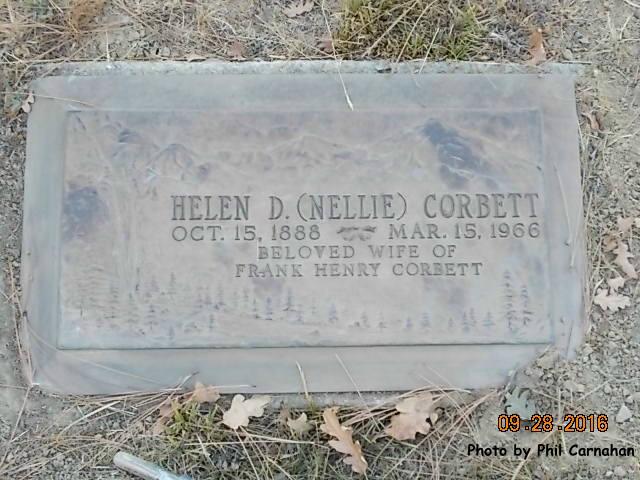 HELEN D. (NELLIE) CORBETT
OCT. 15, 1888 MAR. 15, 1966
BELOVED WIFE OF
FRANK HENRY CORBETT
09-28-2016
Photo by Phil Carnahan